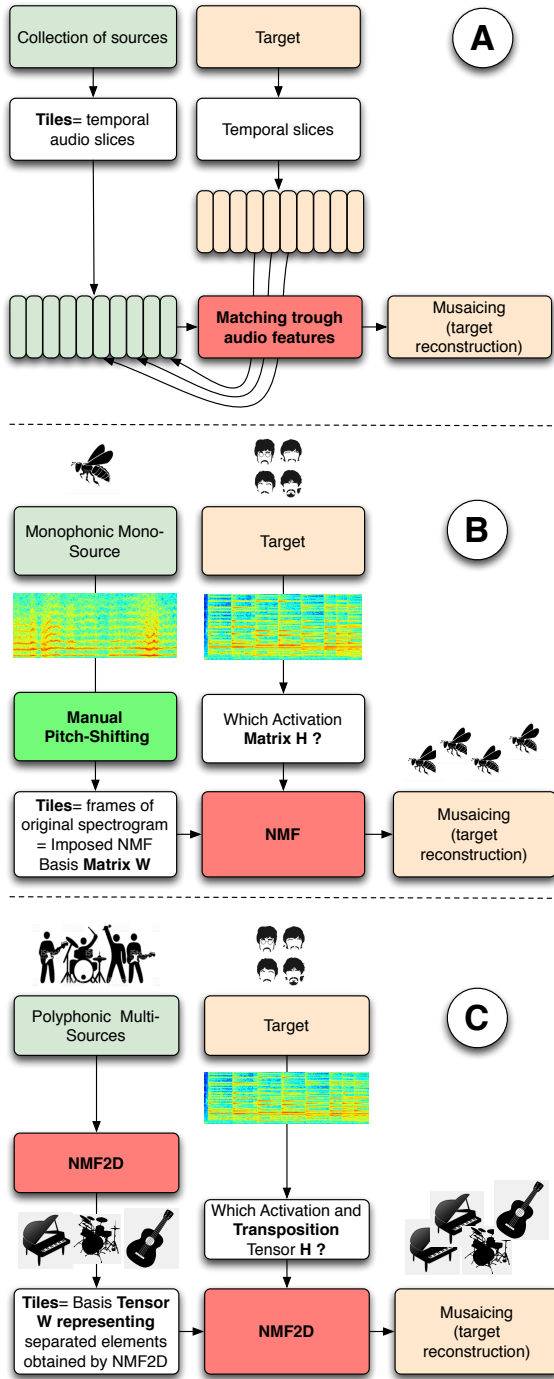 Collection of sources
Target
A
Tiles= temporal
audio slices
Temporal slices
Matching trough
audio features
Musaicing
(target
reconstruction)
B
Monophonic Mono-
Source
Target
Manual
Pitch-Shifting
Which Activation
Matrix H ?
Tiles= frames of
original spectrogram
= Imposed NMF
Basis Matrix W
NMF
Musaicing
(target
reconstruction)
C
Polyphonic Multi-
Sources
Target
NMF2D
Which Activation and
Transposition
Tensor H ?
Tiles= Basis Tensor
W representing
separated elements
obtained by NMF2D
NMF2D
Musaicing
(target
reconstruction)